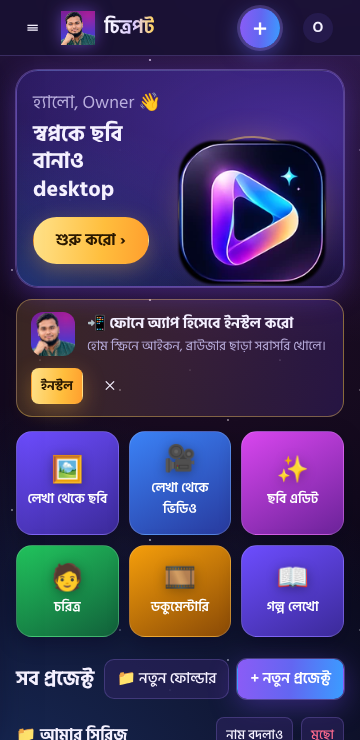 চিত্রপট
+
O
হ্যালো, Owner 👋
স্বপ্নকে ছবি
বানাও
desktop
শুরু করো ›
📲 ফোনে অ্যাপ হিসেবে ইনস্টল করো
হোম স্ক্রিনে আইকন, ব্রাউজার ছাড়া সরাসরি খোলে।
ইনস্টল ×
লেখা থেকে ছবি
লেখা থেকে
ভিডিও
ছবি এডিট
চরিত্র
ডকুমেন্টারি
গল্প লেখো
সব প্রজেক্ট
📁 নতুন ফোল্ডার
+ নতুন প্রজেক্ট
📁 আমার সিরিজ
নাম বদলাও
মুছো